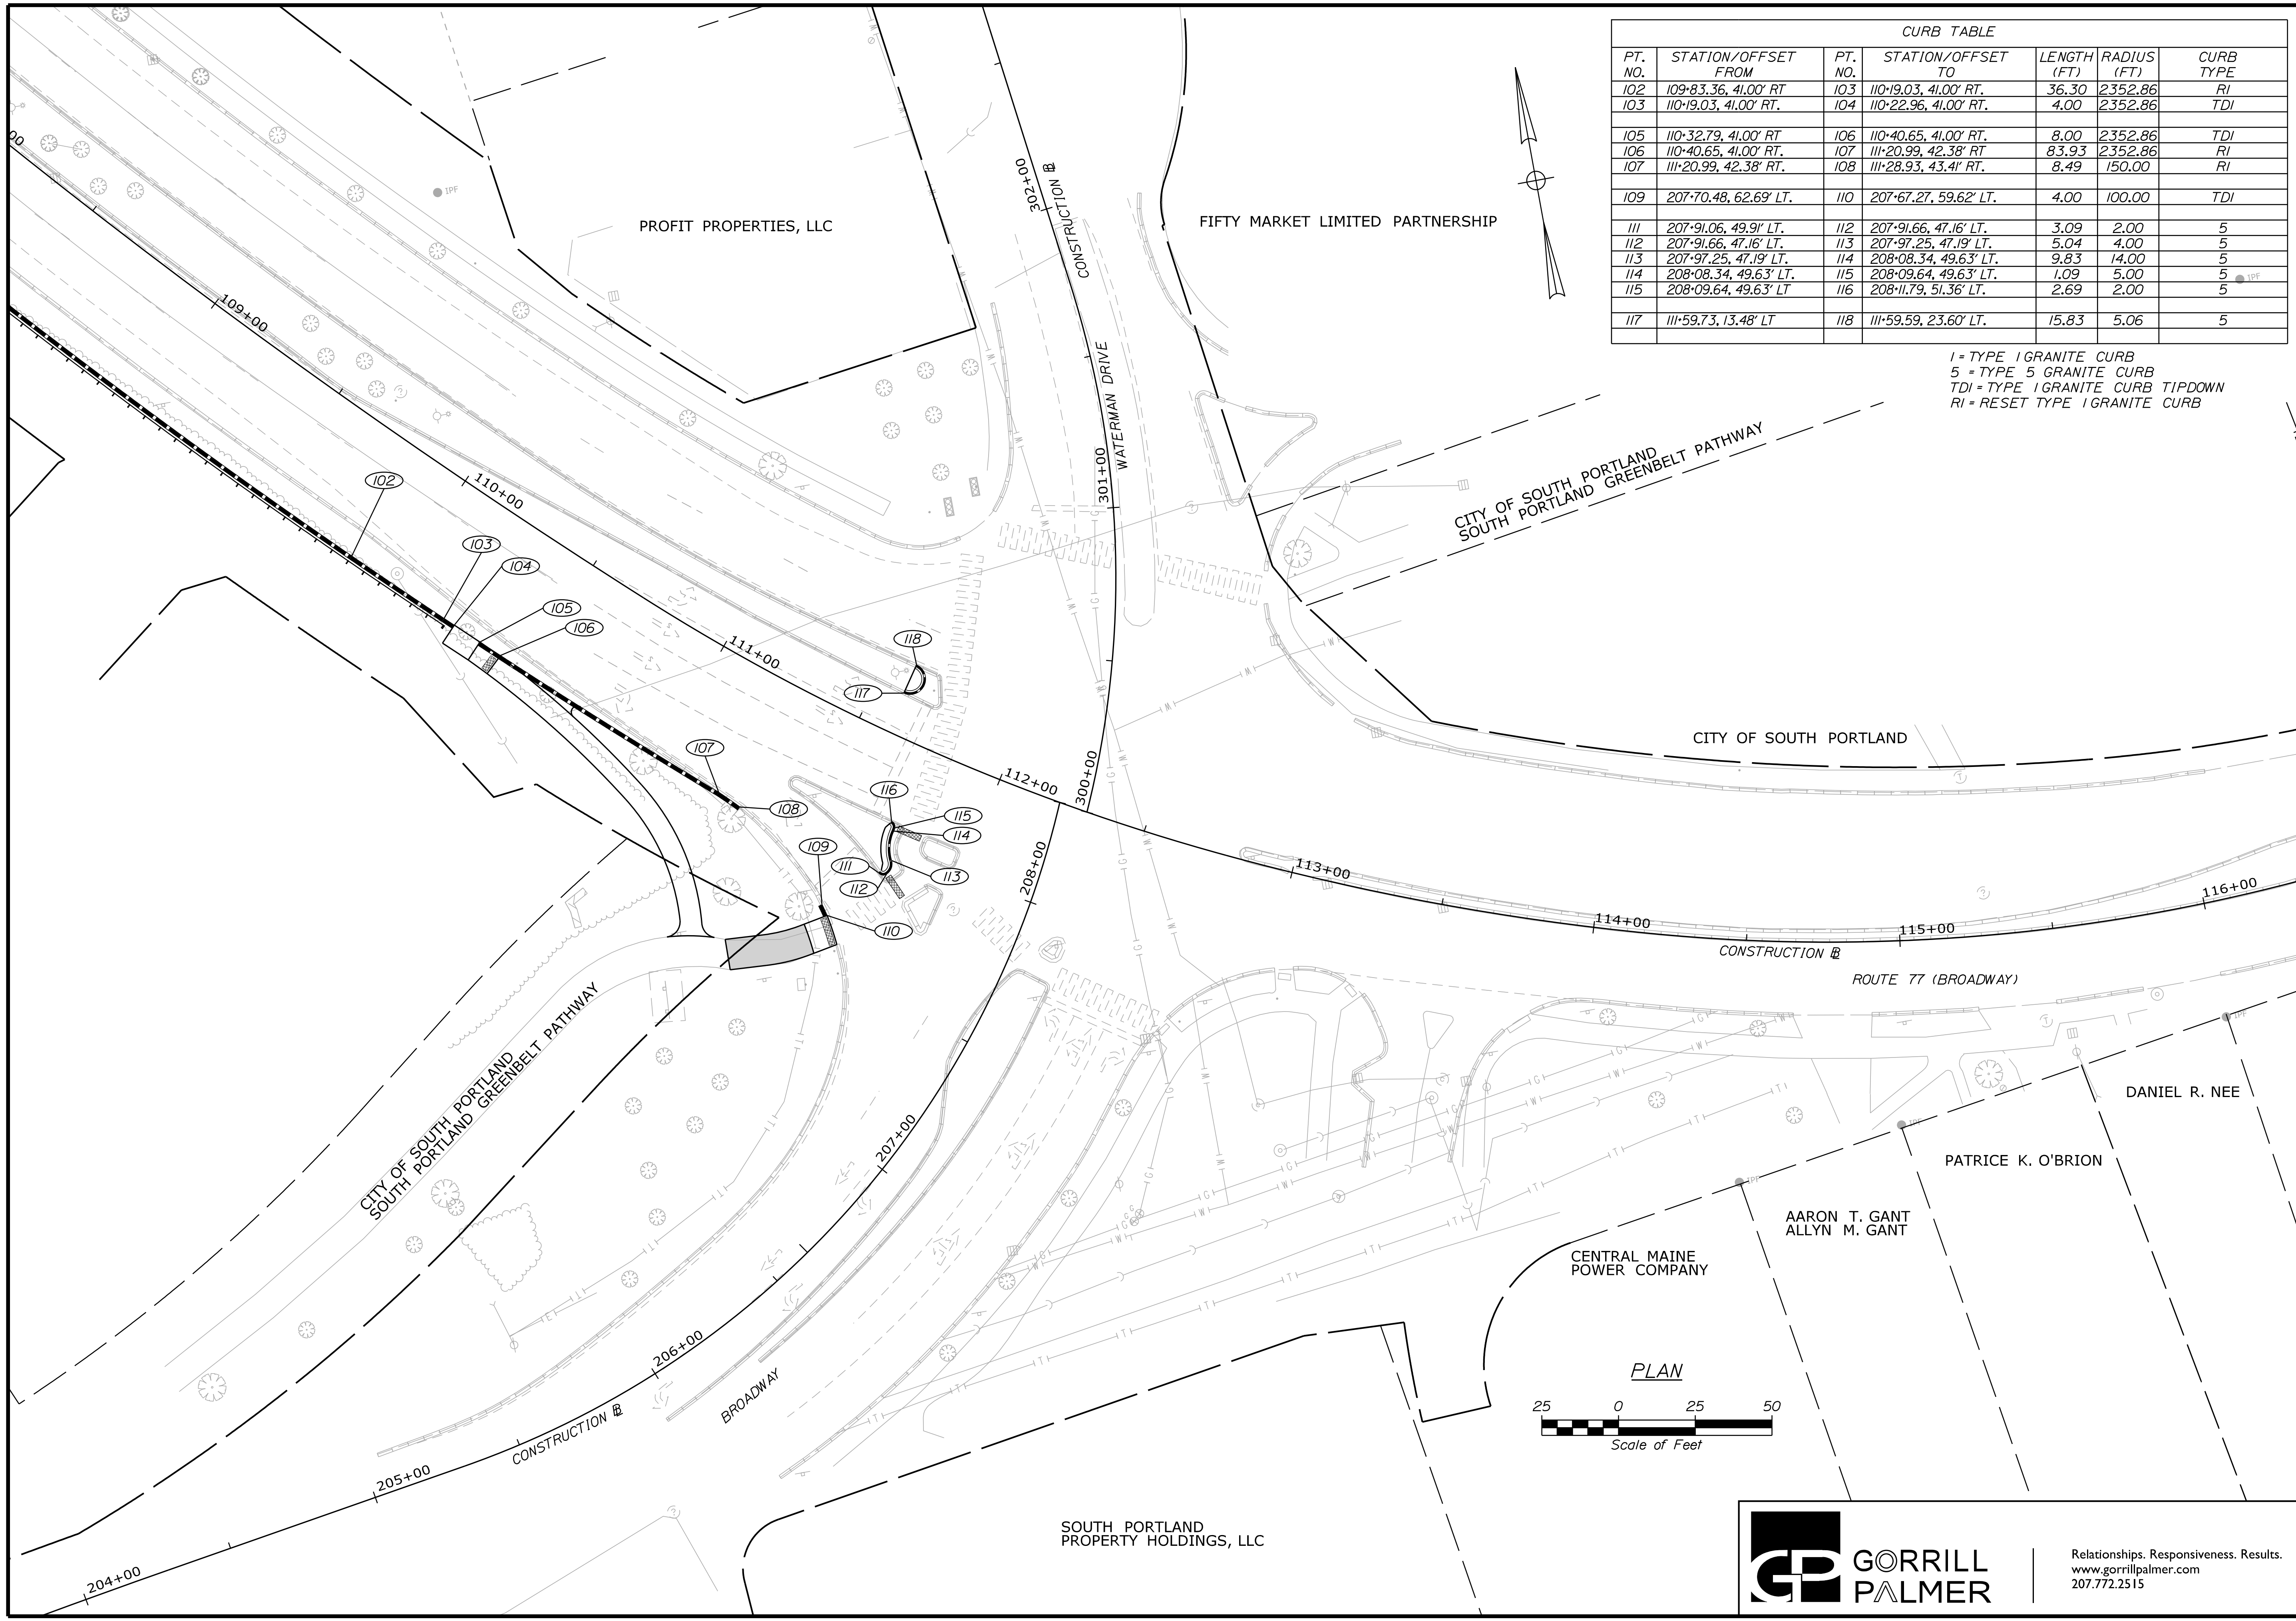 CURB TABLE
PT. NO. STATION/OFFSET FROM PT. NO. STATION/OFFSET TO LENGTH (FT) RADIUS (FT) CURB TYPE
102 109+83.36, 41.00' RT 103 110+19.03, 41.00' RT. 36.30 2352.86 R1
103 110+19.03, 41.00' RT. 104 110+22.96, 41.00' RT. 4.00 2352.86 TD1
105 110+32.79, 41.00' RT 106 110+40.65, 41.00' RT. 8.00 2352.86 TD1
106 110+40.65, 41.00' RT. 107 111+20.99, 42.38' RT 83.93 2352.86 R1
107 111+20.99, 42.38' RT. 108 111+28.93, 43.41' RT 8.49 150.00 R1
109 207+70.48, 62.69' LT. 110 207+67.27, 59.62' LT. 4.00 100.00 TD1
111 207+91.06, 49.91' LT. 112 207+91.66, 47.16' LT. 3.09 2.00 5
112 207+91.66, 47.16' LT. 113 207+97.25, 47.19' LT. 5.04 4.00 5
113 207+97.25, 47.19' LT. 114 208+08.34, 49.63' LT. 9.83 14.00 5
114 208+08.34, 49.63' LT. 115 208+09.64, 49.63' LT. 1.09 5.00 5
115 208+09.64, 49.63' LT 116 208+11.79, 51.36' LT. 2.69 2.00 5
117 111+59.73, 13.48' LT 118 111+59.59, 23.60' LT. 15.83 5.06 5
1 = TYPE 1 GRANITE CURB
5 = TYPE 5 GRANITE CURB
TD1 = TYPE 1 GRANITE CURB TIPDOWN
R1 = RESET TYPE 1 GRANITE CURB
IPF
IPF
PROFIT PROPERTIES, LLC
FIFTY MARKET LIMITED PARTNERSHIP
302+00
CONSTRUCTION BL
WATERMAN DRIVE
301+00
300+00
CITY OF SOUTH PORTLAND
SOUTH PORTLAND GREENBELT PATHWAY
00
109+00
110+00
111+00
112+00
113+00
114+00
115+00
116+00
102
103
104
105
106
107
108
109
110
111
112
113
114
115
116
117
118
CITY OF SOUTH PORTLAND
CONSTRUCTION BL
ROUTE 77 (BROADWAY)
208+00
207+00
206+00
205+00
204+00
CITY OF SOUTH PORTLAND
SOUTH PORTLAND GREENBELT PATHWAY
CONSTRUCTION BL
BROADWAY
IPF
DANIEL R. NEE
IPF
PATRICE K. O'BRION
IPF
AARON T. GANT
ALLYN M. GANT
CENTRAL MAINE
POWER COMPANY
PLAN
25 0 25 50
Scale of Feet
SOUTH PORTLAND
PROPERTY HOLDINGS, LLC
GP
GORRILL
PALMER
Relationships. Responsiveness. Results.
www.gorrillpalmer.com
207.772.2515